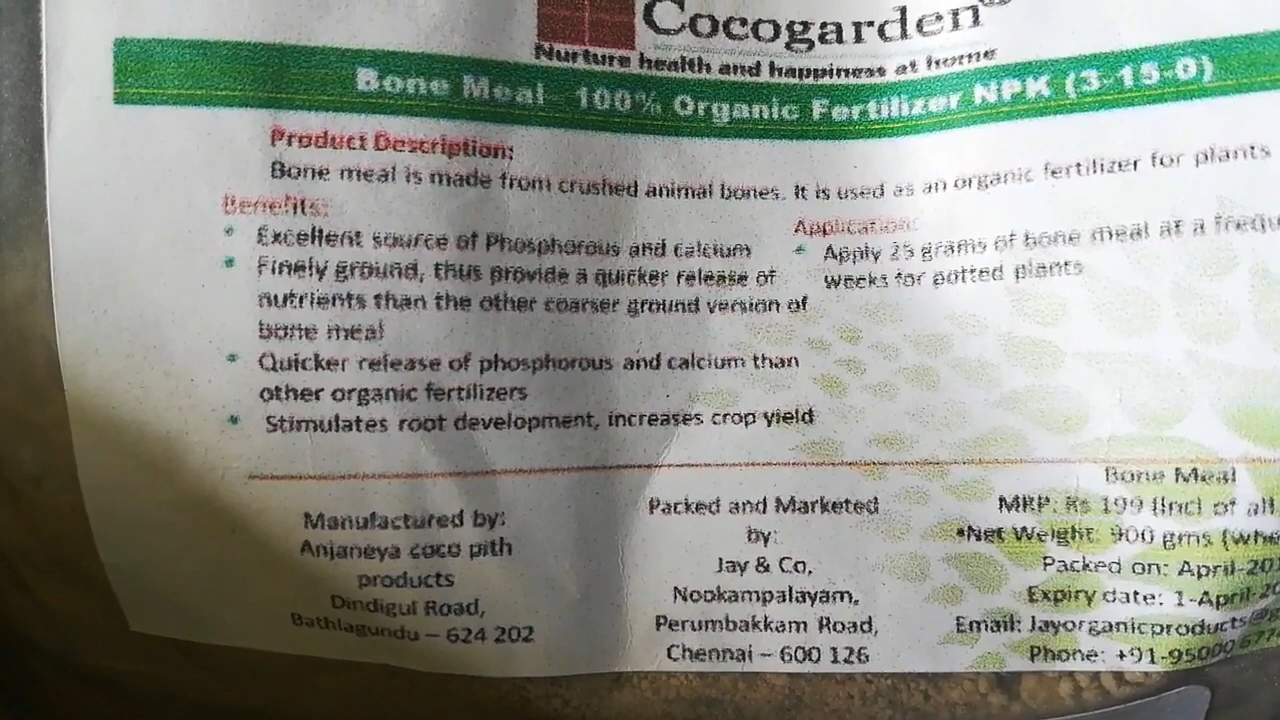 Cocogarden®
Nurture health and happiness at home
Bone Meal 100% Organic Fertilizer NPK (3-15-0)
Product Description:
Bone meal is made from crushed animal bones. It is used as an organic fertilizer for plants
Benefits:
* Excellent source of Phosphorous and calcium
* Finely ground, thus provide a quicker release of
nutrients than the other coarser ground version of
bone meal
* Quicker release of phosphorous and calcium than
other organic fertilizers
* Stimulates root development, increases crop yield
Application:
* Apply 25 grams of bone meal at a frequ
weeks for potted plants
Manufactured by:
Anjaneya coco pith
products
Dindigul Road,
Bathlagundu – 624 202
Packed and Marketed
by:
Jay & Co,
Nookampalayam,
Perumbakkam Road,
Chennai – 600 126
Bone Meal
MRP: Rs 199 (Incl of all
*Net Weight: 900 gms (whe
Packed on: April-20
Expiry date: 1-April-20
Email: Jayorganicproducts@g
Phone: +91-95000 677